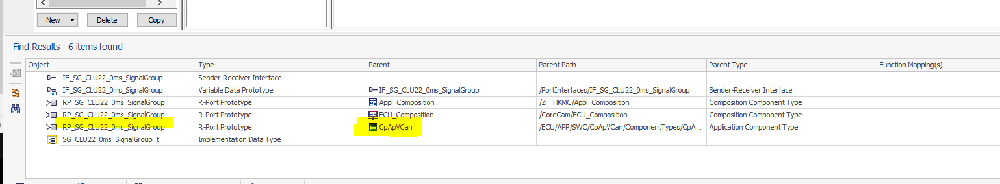 New Delete Copy
Find Results - 6 items found
Object Type Parent Parent Path Parent Type Function Mapping(s)
IF_SG_CLU22_0ms_SignalGroup Sender-Receiver Interface
IF_SG_CLU22_0ms_SignalGroup Variable Data Prototype IF_SG_CLU22_0ms_SignalGroup /PortInterfaces/IF_SG_CLU22_0ms_SignalGroup Sender-Receiver Interface
RP_SG_CLU22_0ms_SignalGroup R-Port Prototype Appl_Composition /ZF_HKMC/Appl_Composition Composition Component Type
RP_SG_CLU22_0ms_SignalGroup R-Port Prototype ECU_Composition /CoreCam/ECU_Composition Composition Component Type
RP_SG_CLU22_0ms_SignalGroup R-Port Prototype CpApVCan /ECU/APP/SWC/CpApVCan/ComponentTypes/CpA... Application Component Type
SG_CLU22_0ms_SignalGroup_t Implementation Data Type